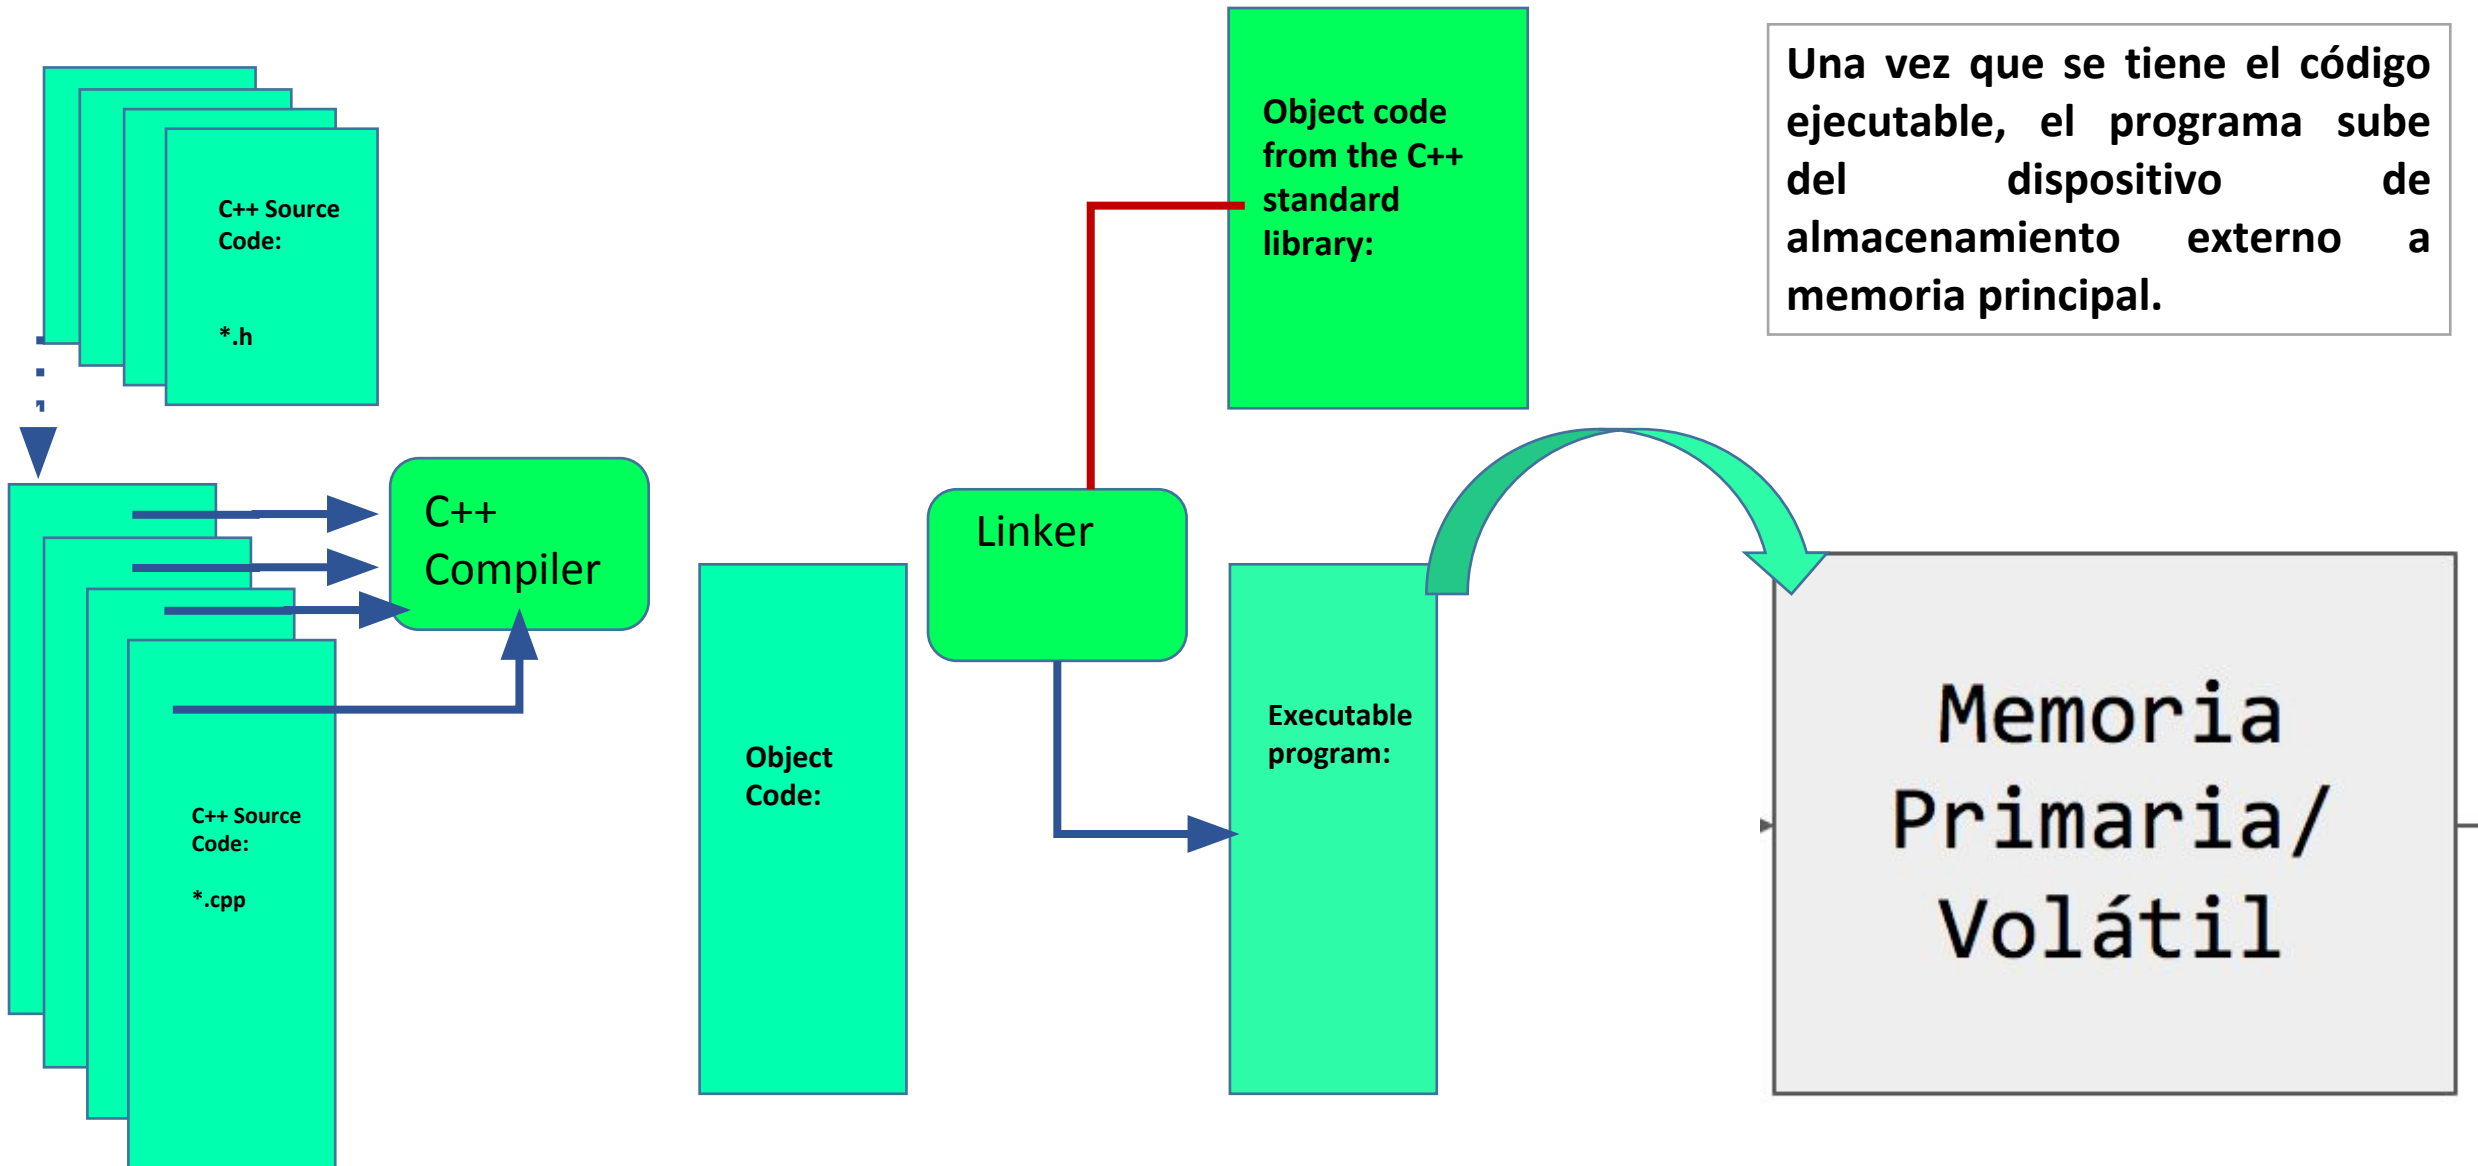 C++ Source
Code:
*.h
Object code
from the C++
standard
library:
Una vez que se tiene el código
ejecutable, el programa sube
del dispositivo de
almacenamiento externo a
memoria principal.
C++
Compiler
Linker
C++ Source
Code:
*.cpp
Object
Code:
Executable
program:
Memoria
Primaria/
Volátil